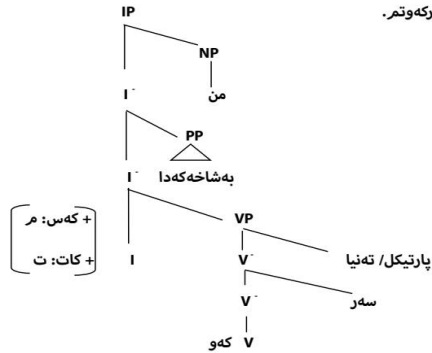 IP
رکەوتم.
NP
I-
من
PP
I-
بەشاخەکەدا
+ کەس: م
VP
+ کات: ت
I
V-
پارتیکل/ تەنیا
V-
سەر
کەو V